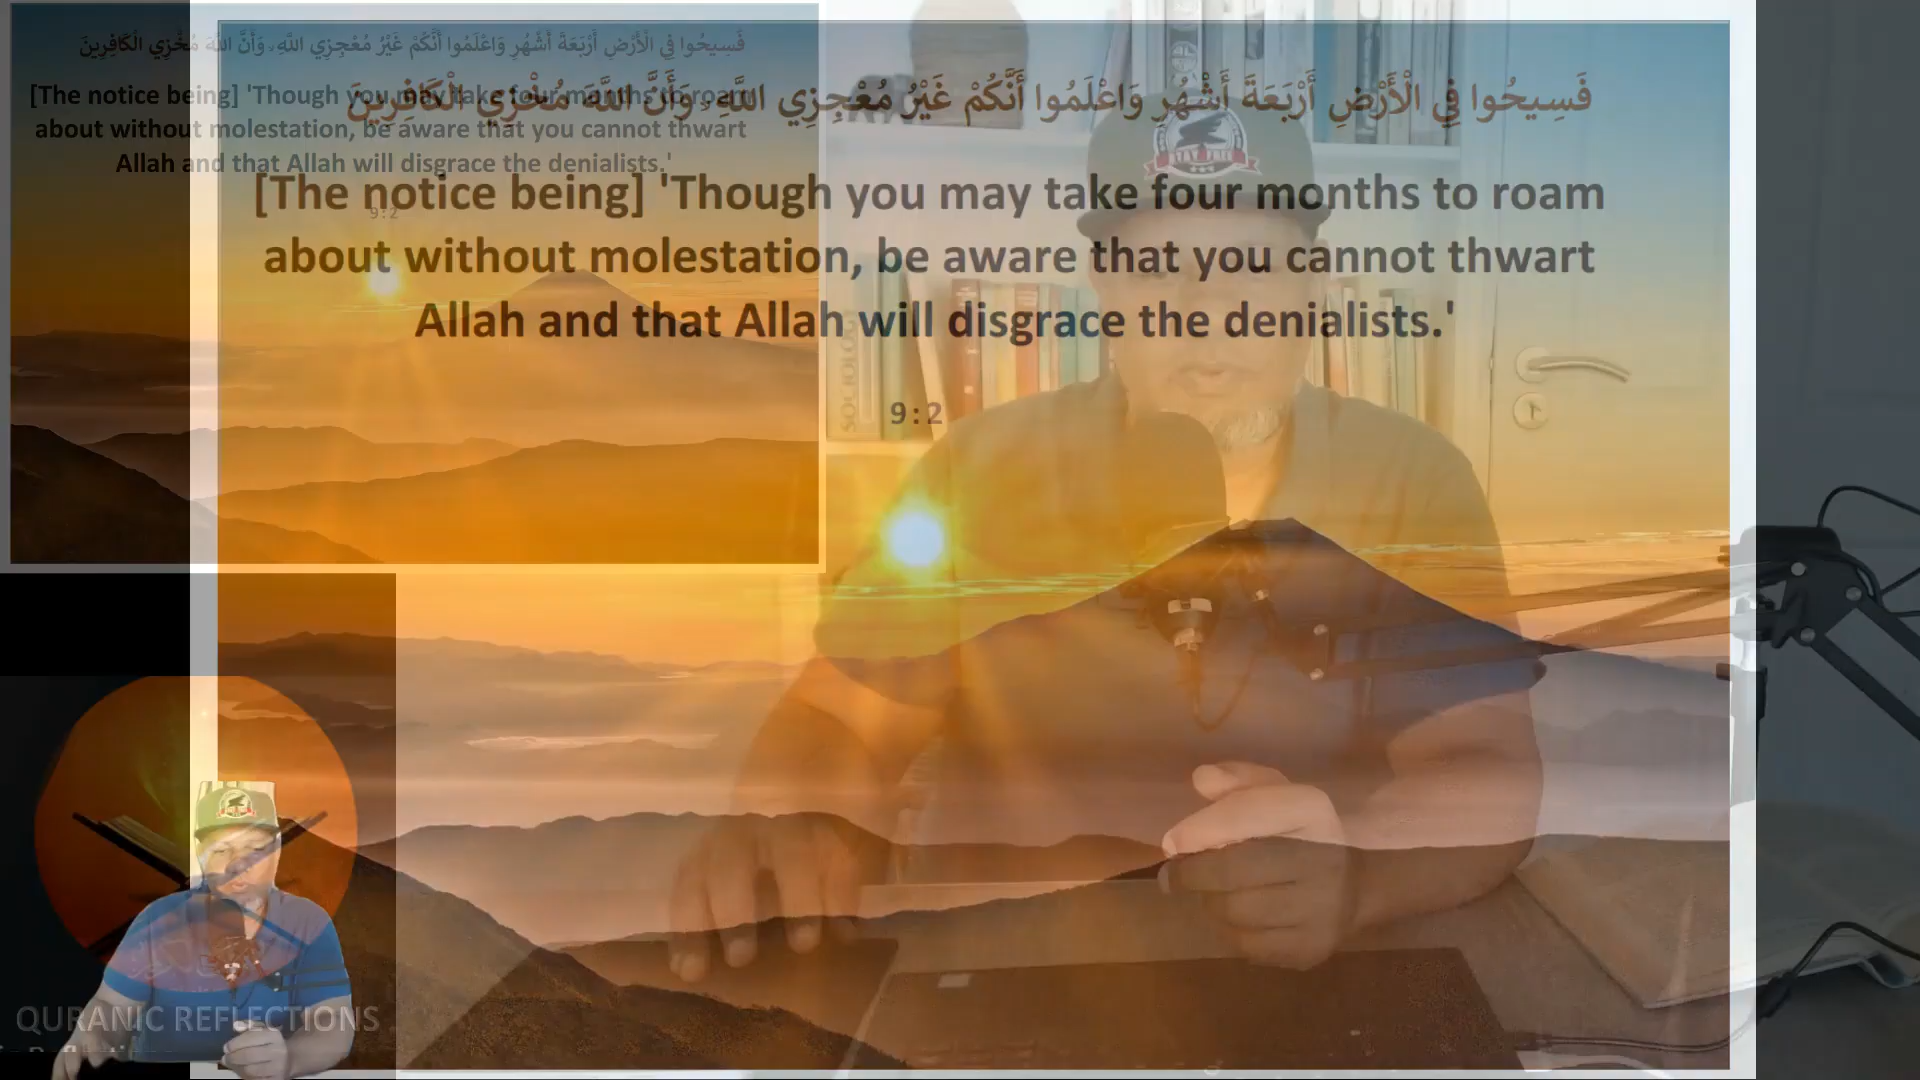 فَسِيحُوا فِي الْأَرْضِ أَرْبَعَةَ أَشْهُرٍ وَاعْلَمُوا أَنَّكُمْ غَيْرُ مُعْجِزِي اللَّهِ، وَأَنَّ اللَّهَ مُخْزِي الْكَافِرِينَ
[The notice being] 'Though you may take four months to roam
about without molestation, be aware that you cannot thwart
Allah and that Allah will disgrace the denialists.'
9:2
فَسِيحُوا فِي الْأَرْضِ أَرْبَعَةَ أَشْهُرٍ وَاعْلَمُوا أَنَّكُمْ غَيْرُ مُعْجِزِي اللَّهِ، وَأَنَّ اللَّهَ مُخْزِي الْكَافِرِينَ
[The notice being] 'Though you may take four months to roam
about without molestation, be aware that you cannot thwart
Allah and that Allah will disgrace the denialists.'
9:2
SOCIOLOGY
QURANIC REFLECTIONS